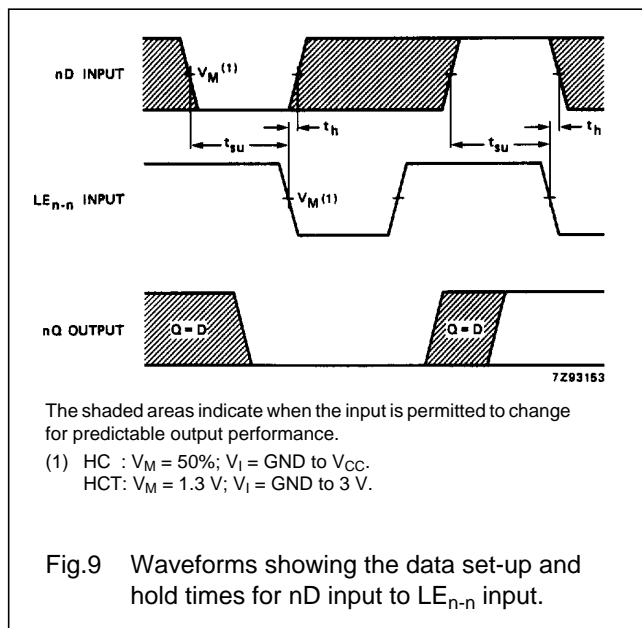 nD INPUT
V_M(1)
t_h
t_h
t_su
t_su
LE_n-n INPUT
V_M(1)
nQ OUTPUT
Q = D
Q = D
7Z93153
The shaded areas indicate when the input is permitted to change
for predictable output performance.
(1) HC : V_M = 50%; V_I = GND to V_CC.
HCT: V_M = 1.3 V; V_I = GND to 3 V.
Fig.9 Waveforms showing the data set-up and
hold times for nD input to LE_n-n input.